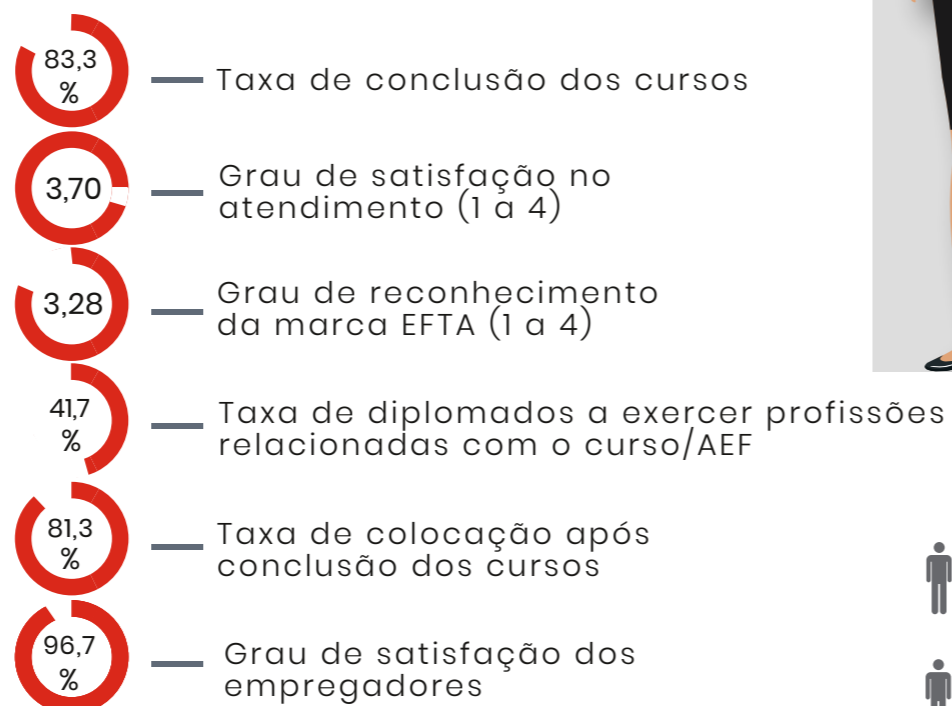 83,3
%
Taxa de conclusão dos cursos
3,70
Grau de satisfação no
atendimento (1 a 4)
3,28
Grau de reconhecimento
da marca EFTA (1 a 4)
41,7
%
Taxa de diplomados a exercer profissões
relacionadas com o curso/AEF
81,3
%
Taxa de colocação após
conclusão dos cursos
96,7
%
Grau de satisfação dos
empregadores